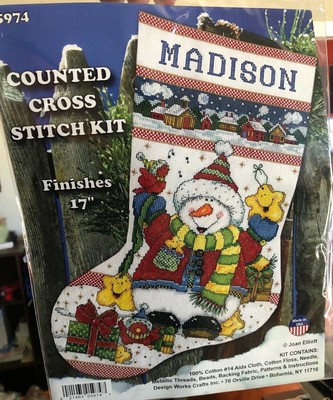 5974
MADISON
COUNTED
CROSS
STITCH KIT
Finishes
17"
© Joan Elliott
KIT CONTAINS:
100% Cotton #14 Aida Cloth, Cotton Floss, Needle,
Metallic Threads, Beads, Backing Fabric, Patterns & Instructions
Design Works Crafts Inc. • 70 Orville Drive • Bohemia, NY 11716